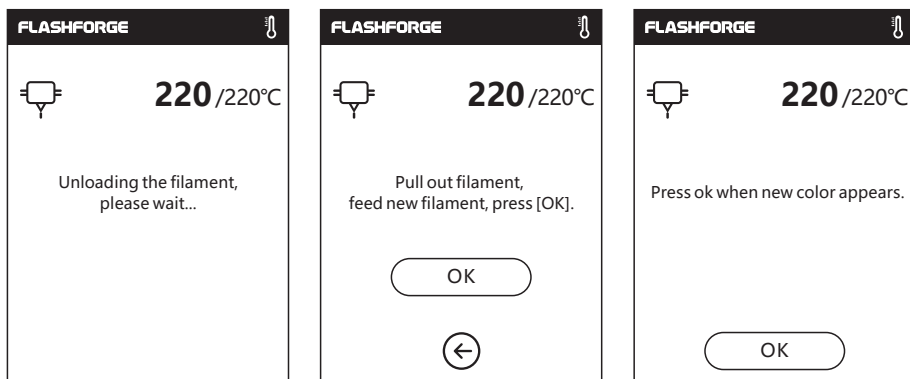 FLASHFORGE
220/220℃
Unloading the filament,
please wait...
FLASHFORGE
220/220℃
Pull out filament,
feed new filament, press [OK].
OK
FLASHFORGE
220/220℃
Press ok when new color appears.
OK